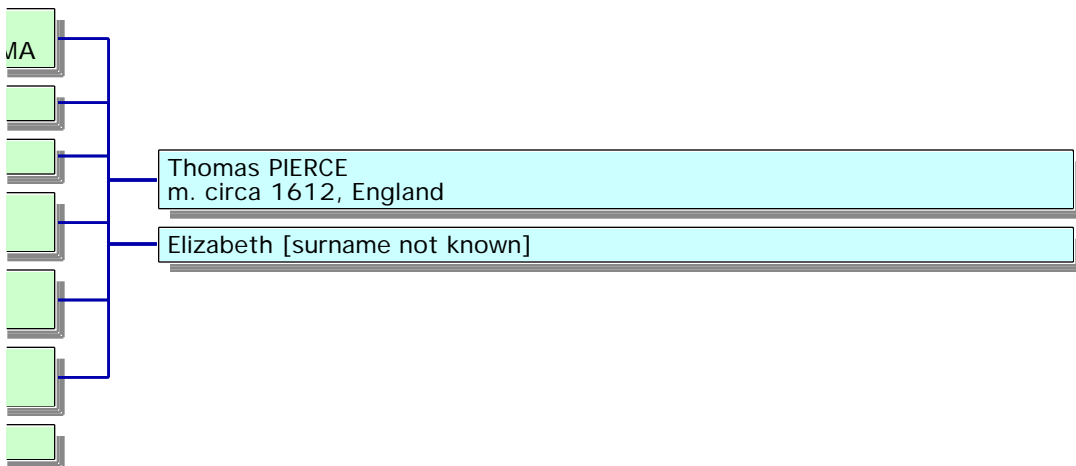 MA
Thomas PIERCE
m. circa 1612, England
Elizabeth [surname not known]